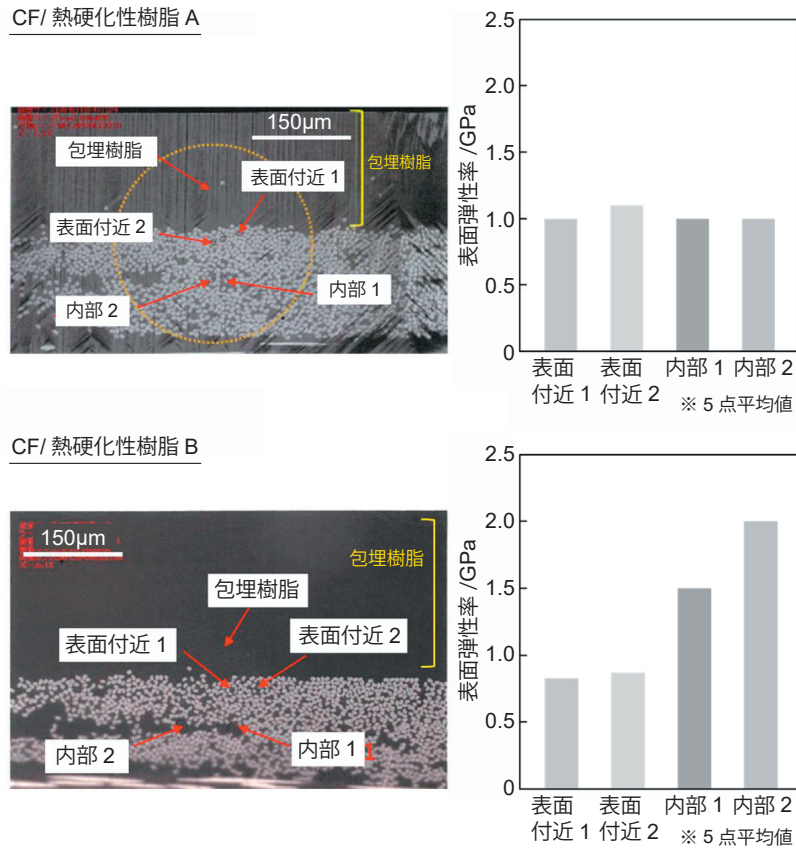 CF/ 熱硬化性樹脂 A
150μm
包埋樹脂
包埋樹脂
表面付近 1
表面付近 2
内部 2
内部 1
表面弾性率 /GPa
2.5
2.0
1.5
1.0
0.5
0
表面
付近 1
表面
付近 2
内部 1
内部 2
※ 5 点平均値
CF/ 熱硬化性樹脂 B
150μm
包埋樹脂
包埋樹脂
表面付近 1
表面付近 2
内部 2
内部 1
1
表面弾性率 /GPa
2.5
2.0
1.5
1.0
0.5
0
表面
付近 1
表面
付近 2
内部 1
内部 2
※ 5 点平均値